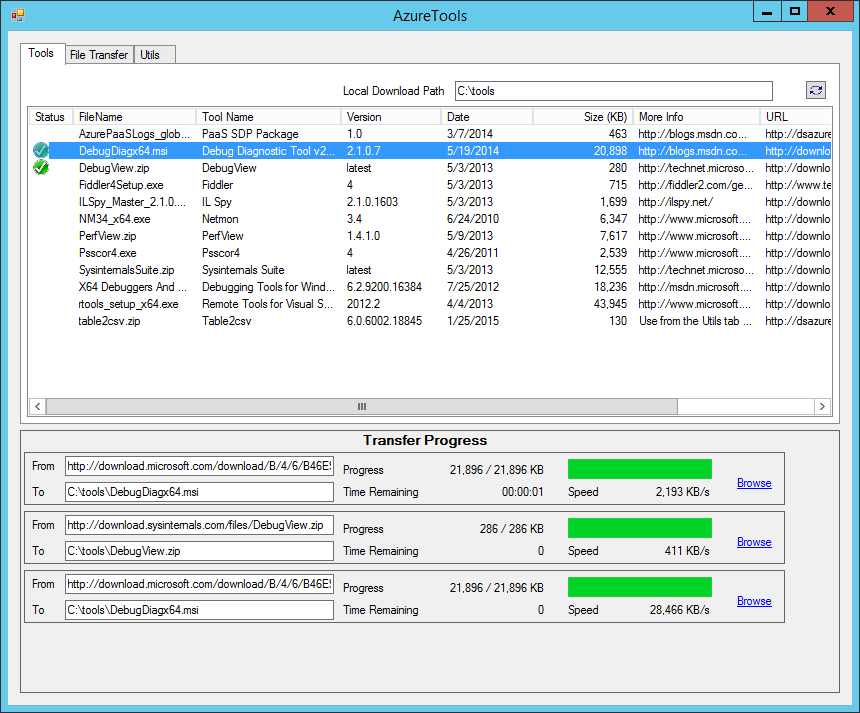 AzureTools
Tools File Transfer Utils
Local Download Path C:\tools
Status FileName Tool Name Version Date Size (KB) More Info URL
AzurePaaSLogs_glob... PaaS SDP Package 1.0 3/7/2014 463 http://blogs.msdn.co... http://dsazure
DebugDiagx64.msi Debug Diagnostic Tool v2... 2.1.0.7 5/19/2014 20,898 http://blogs.msdn.co... http://downlo
DebugView.zip DebugView latest 5/3/2013 280 http://technet.microso... http://downlo
Fiddler4Setup.exe Fiddler 4 5/3/2013 715 http://fiddler2.com/ge... http://www.te
ILSpy_Master_2.1.0.... IL Spy 2.1.0.1603 5/3/2013 1,699 http://ilspy.net/ http://downlo
NM34_x64.exe Netmon 3.4 6/24/2010 6,347 http://www.microsoft.... http://downlo
PerfView.zip PerfView 1.4.1.0 5/9/2013 7,617 http://www.microsoft.... http://downlo
Psscor4.exe Psscor4 4 4/26/2011 2,539 http://www.microsoft.... http://downlo
SysinternalsSuite.zip Sysinternals Suite latest 5/3/2013 12,555 http://technet.microso... http://downlo
X64 Debuggers And ... Debugging Tools for Wind... 6.2.9200.16384 7/25/2012 18,236 http://msdn.microsoft.... http://downlo
rtools_setup_x64.exe Remote Tools for Visual S... 2012.2 4/4/2013 43,945 http://www.microsoft.... http://downlo
table2csv.zip Table2csv 6.0.6002.18845 1/25/2015 130 Use from the Utils tab ... http://dsazure
Transfer Progress
From http://download.microsoft.com/download/B/4/6/B46E Progress 21,896 / 21,896 KB
To C:\tools\DebugDiagx64.msi Time Remaining 00:00:01 Speed 2,193 KB/s Browse
From http://download.sysinternals.com/files/DebugView.zip Progress 286 / 286 KB
To C:\tools\DebugView.zip Time Remaining 0 Speed 411 KB/s Browse
From http://download.microsoft.com/download/B/4/6/B46E Progress 21,896 / 21,896 KB
To C:\tools\DebugDiagx64.msi Time Remaining 0 Speed 28,466 KB/s Browse